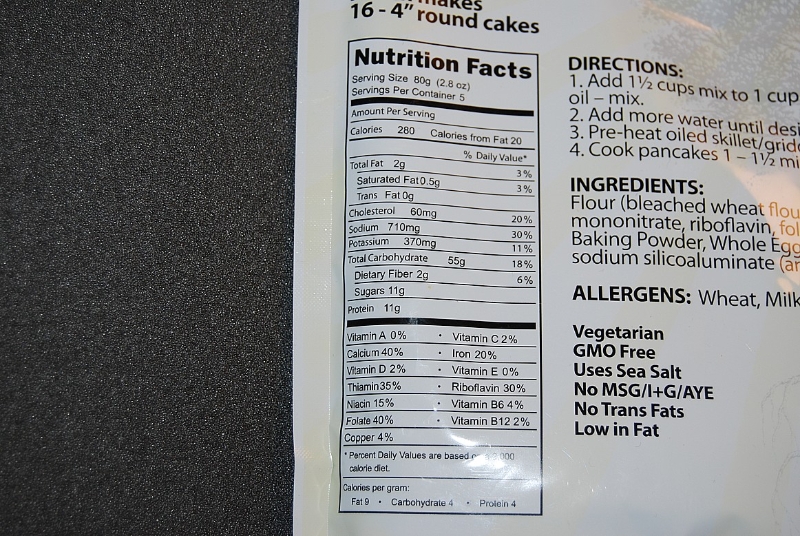 makes
16 - 4” round cakes
Nutrition Facts
Serving Size 80g (2.8 oz)
Servings Per Container 5
Amount Per Serving
Calories 280 Calories from Fat 20
% Daily Value*
Total Fat 2g 3%
Saturated Fat0.5g 3%
Trans Fat0g
Cholesterol 60mg 20%
Sodium 710mg 30%
Potassium 370mg 11%
Total Carbohydrate 55g 18%
Dietary Fiber 2g 6%
Sugars 11g
Protein 11g
Vitamin A 0% • Vitamin C 2%
Calcium 40% • Iron 20%
Vitamin D 2% • Vitamin E 0%
Thiamin35% • Riboflavin 30%
Niacin 15% • Vitamin B6 4%
Folate 40% • Vitamin B12 2%
Copper 4%
* Percent Daily Values are based
calorie diet.
Calories per gram:
Fat 9 • Carbohydrate 4 • Protein 4
DIRECTIONS:
1. Add 1½ cups mix to 1 cup
oil – mix.
2. Add more water until
3. Pre-heat oiled
4. Cook pancakes 1 – 1½
INGREDIENTS:
Flour (bleached wheat
mononitrate, riboflavin,
Baking Powder, Whole
sodium silicoaluminate
ALLERGENS: Wheat, Milk
Vegetarian
GMO Free
Uses Sea Salt
No MSG/I+G/AYE
No Trans Fats
Low in Fat